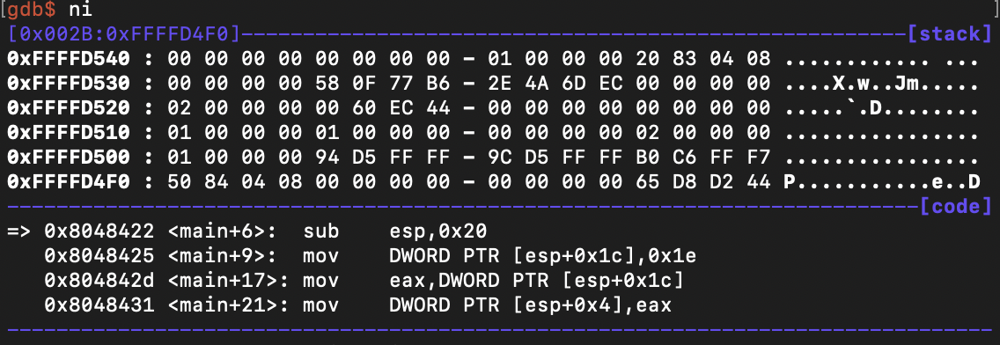 [gdb$ ni ]
[0x002B:0xFFFFD4F0]------------------------------------------------------[stack]
0xFFFFD540 : 00 00 00 00 00 00 00 00 - 01 00 00 00 20 83 04 08 ............ ...
0xFFFFD530 : 00 00 00 00 58 0F 77 B6 - 2E 4A 6D EC 00 00 00 00 ....X.w..Jm.....
0xFFFFD520 : 02 00 00 00 00 60 EC 44 - 00 00 00 00 00 00 00 00 .....`.D........
0xFFFFD510 : 01 00 00 00 01 00 00 00 - 00 00 00 00 02 00 00 00 ................
0xFFFFD500 : 01 00 00 00 94 D5 FF FF - 9C D5 FF FF B0 C6 FF F7 ................
0xFFFFD4F0 : 50 84 04 08 00 00 00 00 - 00 00 00 00 65 D8 D2 44 P...........e..D
--------------------------------------------------------------------------[code]
=> 0x8048422 <main+6>: sub esp,0x20
0x8048425 <main+9>: mov DWORD PTR [esp+0x1c],0x1e
0x804842d <main+17>: mov eax,DWORD PTR [esp+0x1c]
0x8048431 <main+21>: mov DWORD PTR [esp+0x4],eax
--------------------------------------------------------------------------------